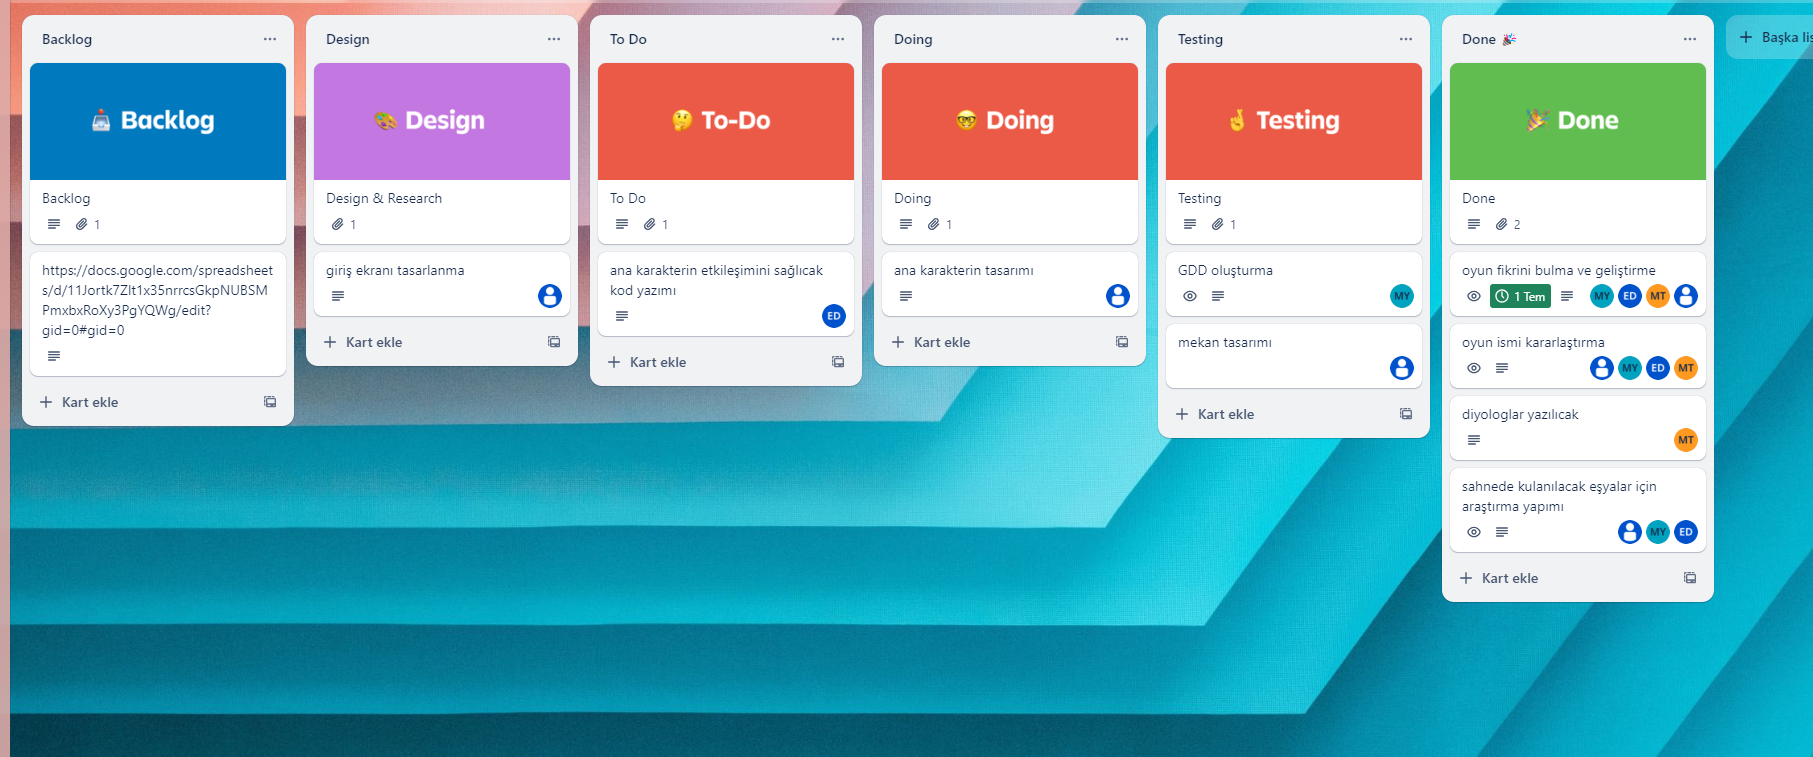 Backlog
Backlog
Backlog
1
https://docs.google.com/spreadsheet
s/d/11Jortk7ZIt1x35nrrcsGkpNUBSM
PmxbxRoXy3PgYQWg/edit?
gid=0#gid=0
Kart ekle
Design
Design
Design & Research
1
giriş ekranı tasarlanma
Kart ekle
To Do
To-Do
To Do
1
ana karakterin etkileşimini sağlıcak
kod yazımı
ED
Kart ekle
Doing
Doing
Doing
1
ana karakterin tasarımı
Kart ekle
Testing
Testing
Testing
1
GDD oluşturma
MY
mekan tasarımı
Kart ekle
Done
Done
Done
2
oyun fikrini bulma ve geliştirme
1 Tem
MY ED MT
oyun ismi kararlaştırma
MY ED MT
diyologlar yazılıcak
MT
sahnede kulanılacak eşyalar için
araştırma yapımı
MY ED
Kart ekle
Başka lis